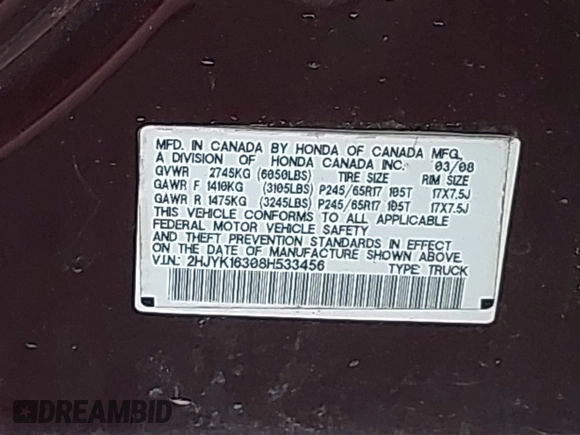 MFD. IN CANADA BY HONDA OF CANADA MFG.,
A DIVISION OF HONDA CANADA INC. 03/08
GVWR 2745KG (6050LBS) TIRE SIZE RIM SIZE
GAWR F 1410KG (3105LBS) P245/65R17 105T 17X7.5J
GAWR R 1475KG (3245LBS) P245/65R17 105T 17X7.5J
THIS VEHICLE CONFORMS TO ALL APPLICABLE
FEDERAL MOTOR VEHICLE SAFETY
AND THEFT PREVENTION STANDARDS IN EFFECT
ON THE DATE OF MANUFACTURE SHOWN ABOVE.
V.I.N.: 2HJYK16308H533456 TYPE: TRUCK
DREAMBID